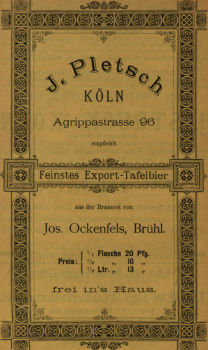 J. Pletsch
KÖLN
Agrippastrasse 96
empfiehlt
Feinstes Export-Tafelbier
aus der Brauerei von
Jos. Ockenfels, Brühl.
Preis: { 1/1 Flasche 20 Pfg.
1/2 „ 10 „
1/2 Ltr. „ 13 „
frei in's Haus.